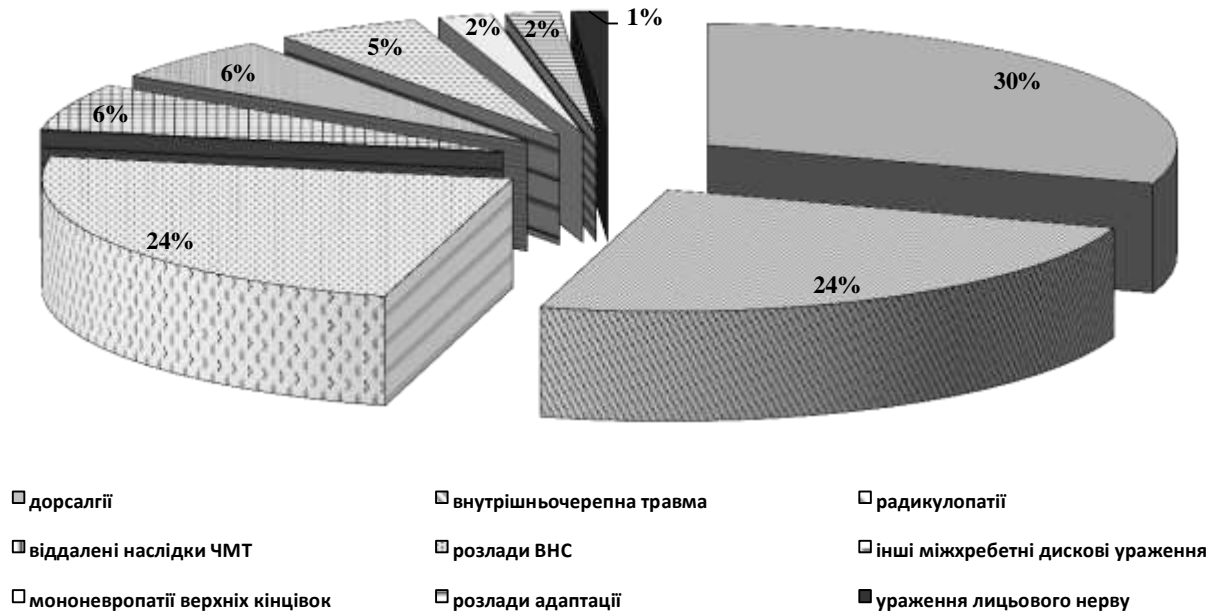 1%
2%
2%
5%
30%
6%
6%
24%
24%
дорсалгії
внутрішньочерепна травма
радикулопатії
віддалені наслідки ЧМТ
розлади ВНС
інші міжхребетні дискові ураження
мононевропатії верхніх кінцівок
розлади адаптації
ураження лицьового нерву